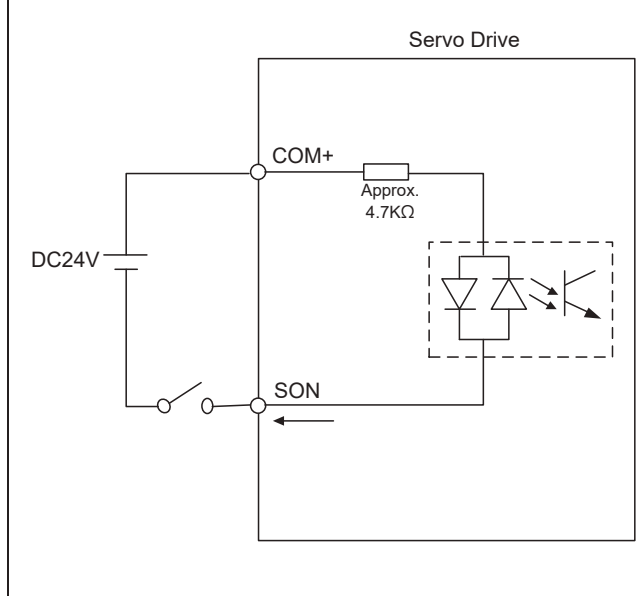 Servo Drive
COM+
Approx.
4.7KΩ
DC24V
SON